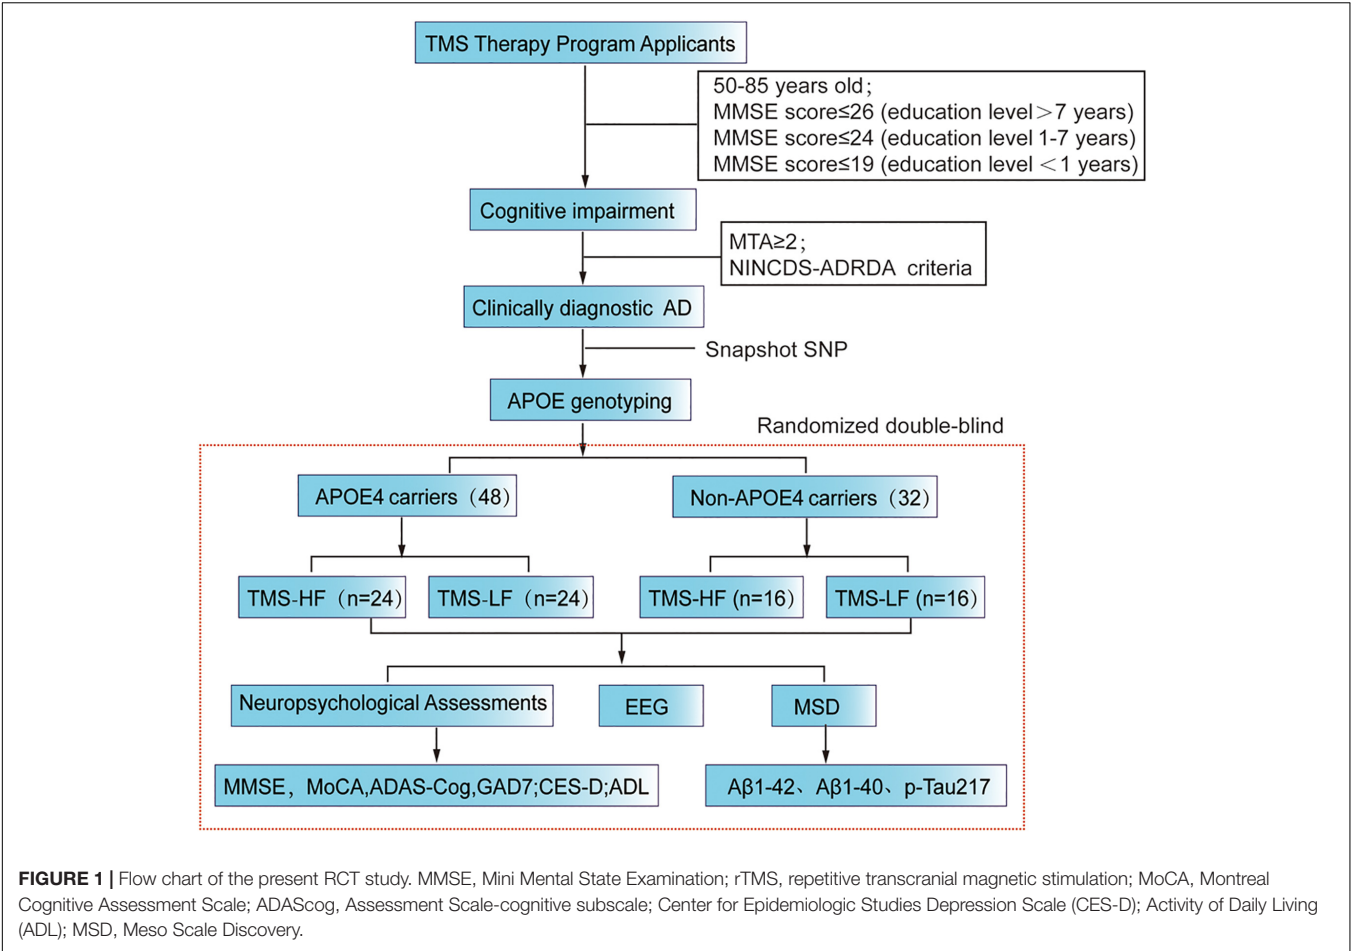 TMS Therapy Program Applicants
50-85 years old；
MMSE score≤26 (education level＞7 years)
MMSE score≤24 (education level 1-7 years)
MMSE score≤19 (education level ＜1 years)
Cognitive impairment
MTA≥2；
NINCDS-ADRDA criteria
Clinically diagnostic AD
Snapshot SNP
APOE genotyping
Randomized double-blind
APOE4 carriers（48）
Non-APOE4 carriers（32）
TMS-HF（n=24）
TMS-LF（n=24）
TMS-HF (n=16）
TMS-LF (n=16）
Neuropsychological Assessments
EEG
MSD
MMSE，MoCA,ADAS-Cog,GAD7;CES-D;ADL
Aβ1-42、Aβ1-40、p-Tau217
FIGURE 1 | Flow chart of the present RCT study. MMSE, Mini Mental State Examination; rTMS, repetitive transcranial magnetic stimulation; MoCA, Montreal
Cognitive Assessment Scale; ADAScog, Assessment Scale-cognitive subscale; Center for Epidemiologic Studies Depression Scale (CES-D); Activity of Daily Living
(ADL); MSD, Meso Scale Discovery.